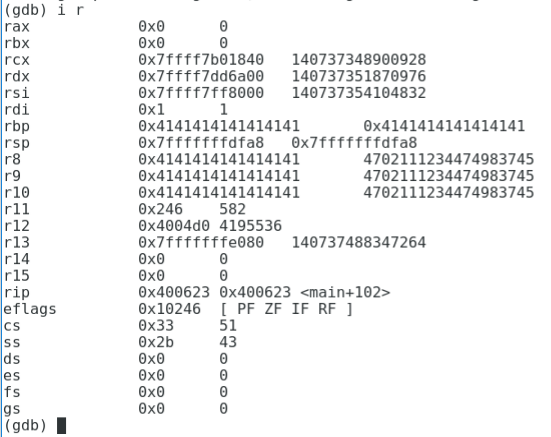 (gdb) i r
rax 0x0 0
rbx 0x0 0
rcx 0x7ffff7b01840 140737348900928
rdx 0x7ffff7dd6a00 140737351870976
rsi 0x7ffff7ff8000 140737354104832
rdi 0x1 1
rbp 0x4141414141414141 0x4141414141414141
rsp 0x7fffffffdfa8 0x7fffffffdfa8
r8 0x4141414141414141 4702111234474983745
r9 0x4141414141414141 4702111234474983745
r10 0x4141414141414141 4702111234474983745
r11 0x246 582
r12 0x4004d0 4195536
r13 0x7fffffffe080 140737488347264
r14 0x0 0
r15 0x0 0
rip 0x400623 0x400623 <main+102>
eflags 0x10246 [ PF ZF IF RF ]
cs 0x33 51
ss 0x2b 43
ds 0x0 0
es 0x0 0
fs 0x0 0
gs 0x0 0
(gdb)